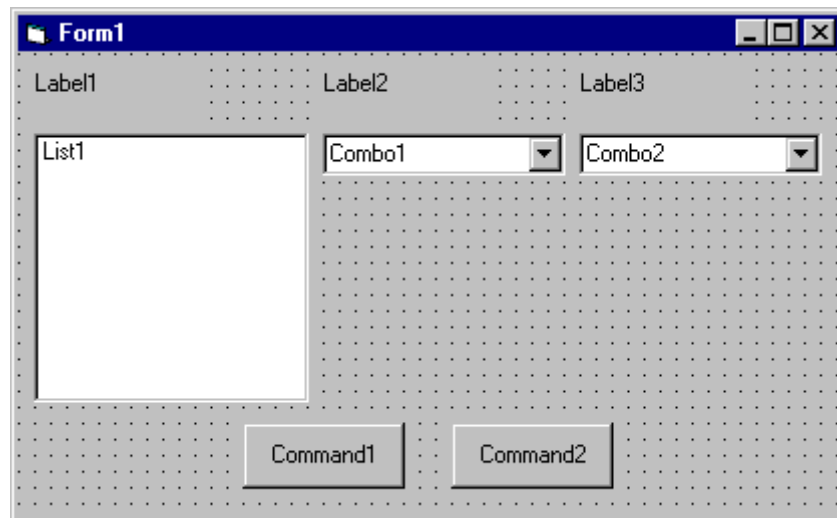 Form1
Label1 Label2 Label3
List1 Combo1 Combo2
Command1 Command2